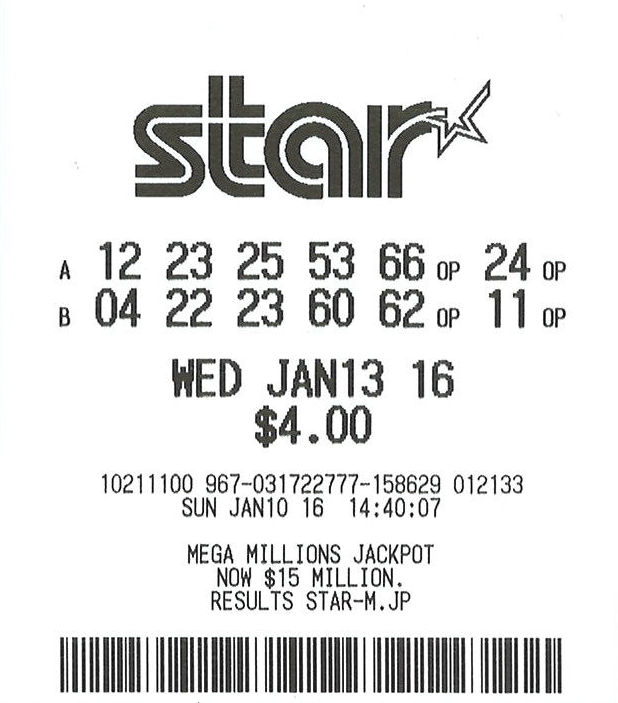 star
A 12 23 25 53 66 OP 24 OP
B 04 22 23 60 62 OP 11 OP
WED JAN13 16
$4.00
10211100 967-031722777-158629 012133
SUN JAN10 16 14:40:07
MEGA MILLIONS JACKPOT
NOW $15 MILLION.
RESULTS STAR-M.JP